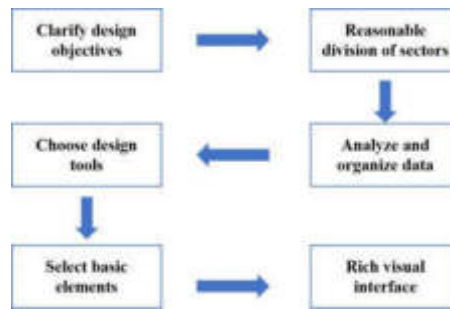 Clarify design
objectives
Reasonable
division of sectors
Choose design
tools
Analyze and
organize data
Select basic
elements
Rich visual
interface